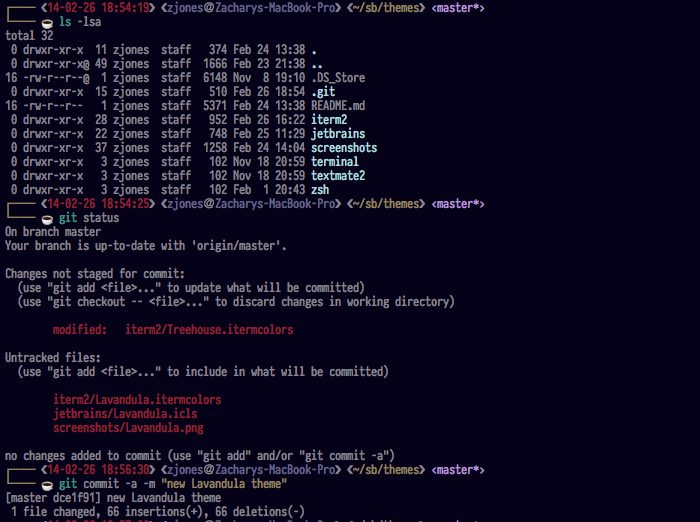 ❮14-02-26 18:54:19❯ ❮zjones@Zacharys-MacBook-Pro❯ ❮~/sb/themes❯ ❮master*❯
ls -lsa
total 32
0 drwxr-xr-x 11 zjones staff 374 Feb 24 13:38 .
0 drwxr-xr-x@ 49 zjones staff 1666 Feb 23 21:38 ..
16 -rw-r--r--@ 1 zjones staff 6148 Nov 8 19:10 .DS_Store
0 drwxr-xr-x 15 zjones staff 510 Feb 26 18:54 .git
16 -rw-r--r-- 1 zjones staff 5371 Feb 24 13:38 README.md
0 drwxr-xr-x 28 zjones staff 952 Feb 26 16:22 iterm2
0 drwxr-xr-x 22 zjones staff 748 Feb 25 11:29 jetbrains
0 drwxr-xr-x 37 zjones staff 1258 Feb 24 14:04 screenshots
0 drwxr-xr-x 3 zjones staff 102 Nov 18 20:59 terminal
0 drwxr-xr-x 3 zjones staff 102 Nov 18 20:59 textmate2
0 drwxr-xr-x 3 zjones staff 102 Feb 1 20:43 zsh
❮14-02-26 18:54:25❯ ❮zjones@Zacharys-MacBook-Pro❯ ❮~/sb/themes❯ ❮master*❯
git status
On branch master
Your branch is up-to-date with 'origin/master'.
Changes not staged for commit:
(use "git add <file>..." to update what will be committed)
(use "git checkout -- <file>..." to discard changes in working directory)
modified: iterm2/Treehouse.itermcolors
Untracked files:
(use "git add <file>..." to include in what will be committed)
iterm2/Lavandula.itermcolors
jetbrains/Lavandula.icls
screenshots/Lavandula.png
no changes added to commit (use "git add" and/or "git commit -a")
❮14-02-26 18:56:30❯ ❮zjones@Zacharys-MacBook-Pro❯ ❮~/sb/themes❯ ❮master*❯
git commit -a -m "new Lavandula theme"
[master dce1f91] new Lavandula theme
1 file changed, 66 insertions(+), 66 deletions(-)